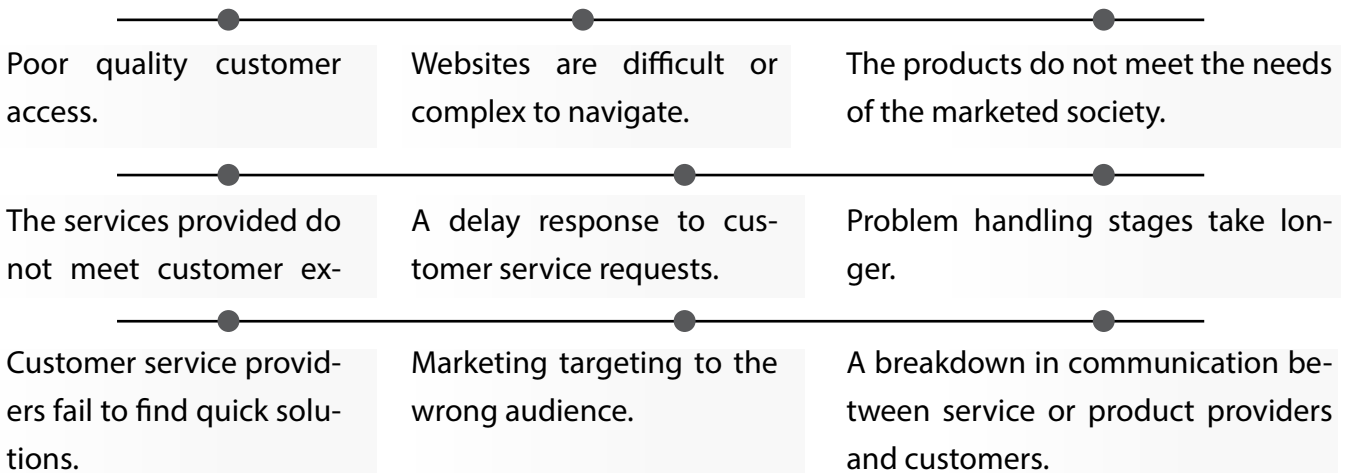 Poor quality customer
access.
Websites are difficult or
complex to navigate.
The products do not meet the needs
of the marketed society.
The services provided do
not meet customer ex-
A delay response to cus-
tomer service requests.
Problem handling stages take lon-
ger.
Customer service provid-
ers fail to find quick solu-
tions.
Marketing targeting to the
wrong audience.
A breakdown in communication be-
tween service or product providers
and customers.